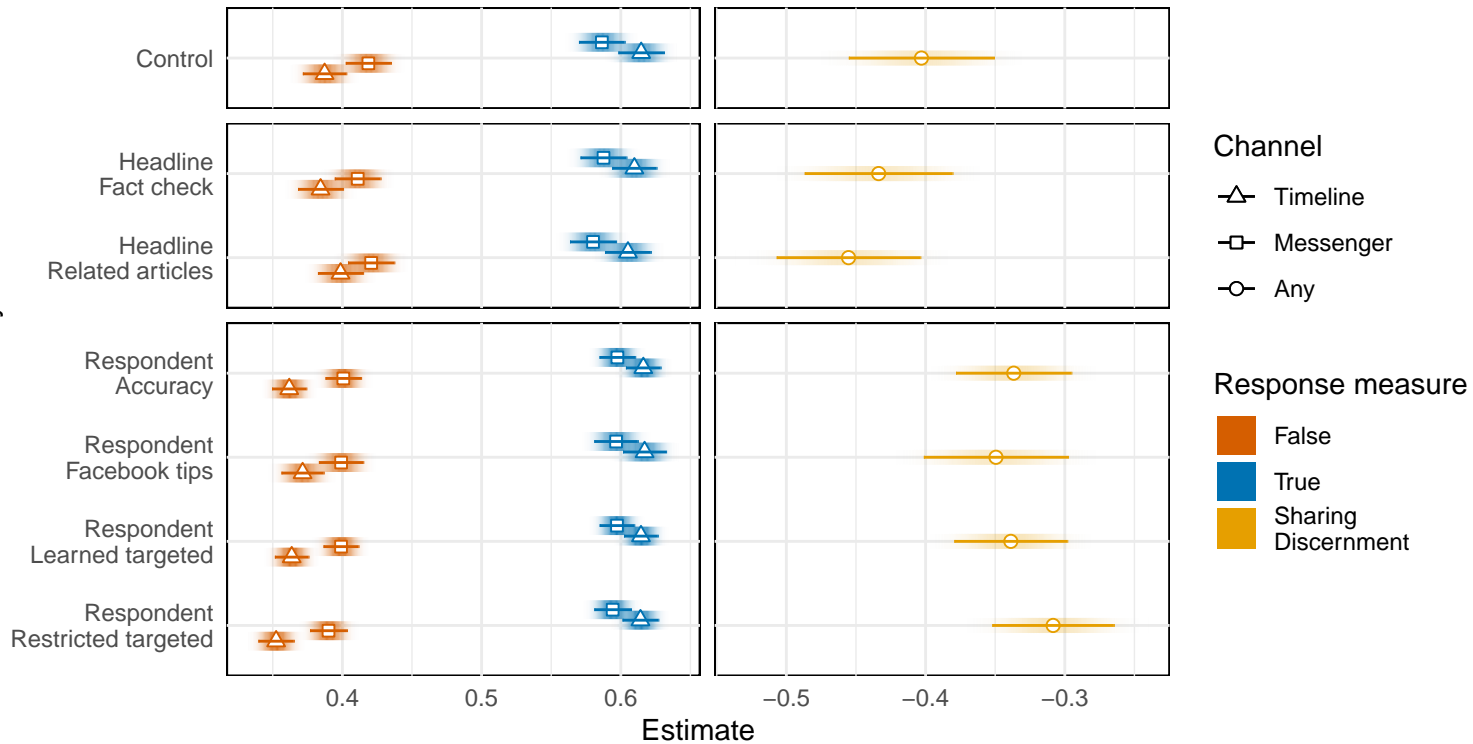 Control
Headline
Fact check
Headline
Related articles
Respondent
Accuracy
Respondent
Facebook tips
Respondent
Learned targeted
Respondent
Restricted targeted
0.4 0.5 0.6
−0.5 −0.4 −0.3
Estimate
Channel
Timeline
Messenger
Any
Response measure
False
True
Sharing
Discernment